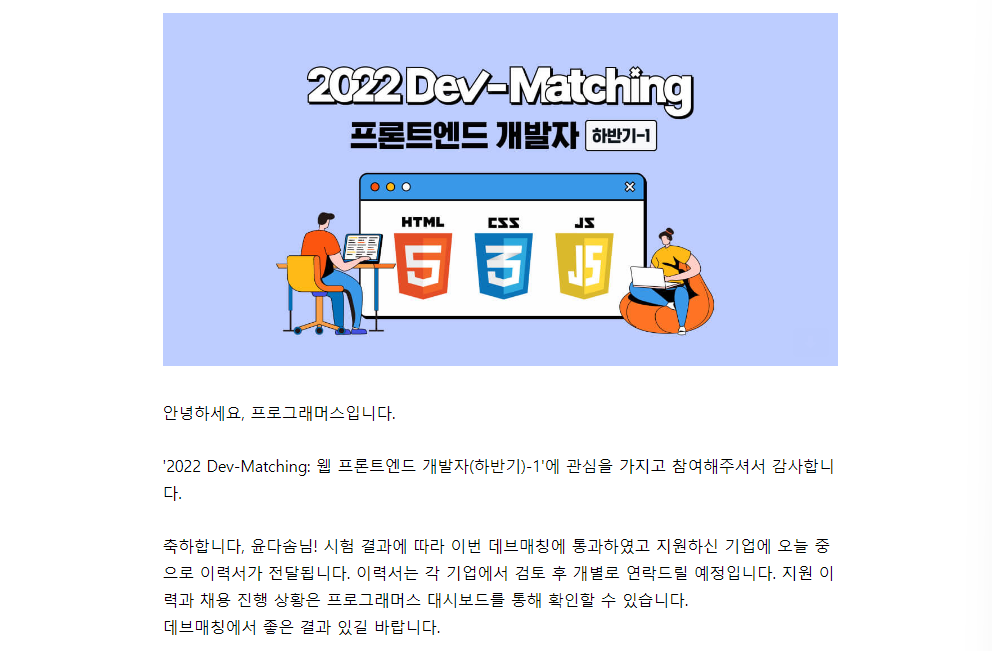 2022 Dev-Matching
프론트엔드 개발자 하반기-1
HTML CSS JS
5 3 JS
안녕하세요, 프로그래머스입니다.
'2022 Dev-Matching: 웹 프론트엔드 개발자(하반기)-1'에 관심을 가지고 참여해주셔서 감사합니
다.
축하합니다, 윤다솜님! 시험 결과에 따라 이번 데브매칭에 통과하였고 지원하신 기업에 오늘 중
으로 이력서가 전달됩니다. 이력서는 각 기업에서 검토 후 개별로 연락드릴 예정입니다. 지원 이
력과 채용 진행 상황은 프로그래머스 대시보드를 통해 확인할 수 있습니다.
데브매칭에서 좋은 결과 있길 바랍니다.